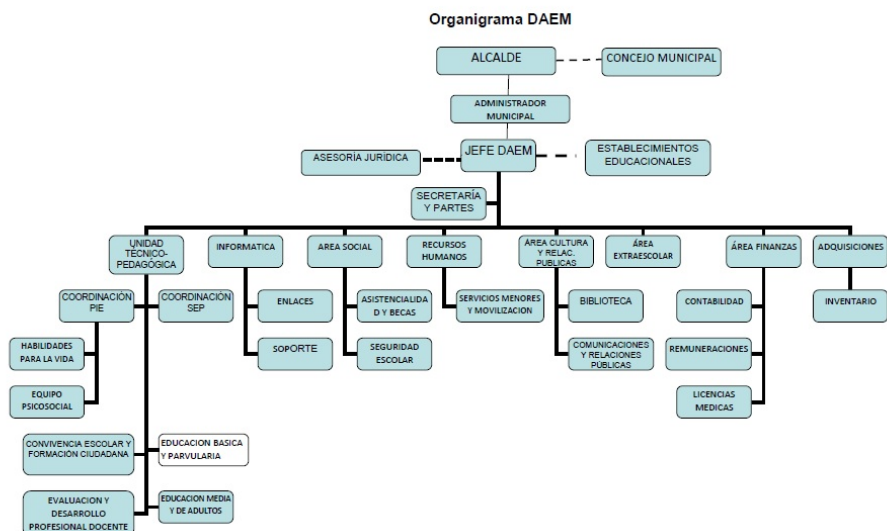 Organigrama DAEM
ALCALDE
CONCEJO MUNICIPAL
ADMINISTRADOR
MUNICIPAL
ASESORÍA JURÍDICA
JEFE DAEM
ESTABLECIMIENTOS
EDUCACIONALES
SECRETARÍA
Y PARTES
UNIDAD
TÉCNICO-
PEDAGÓGICA
INFORMATICA
AREA SOCIAL
RECURSOS
HUMANOS
ÁREA CULTURA
Y RELAC. PUBLICAS
ÁREA
EXTRAESCOLAR
ÁREA FINANZAS
ADQUISICIONES
COORDINACIÓN
PIE
COORDINACIÓN
SEP
ENLACES
ASISTENCIALIDA
D Y BECAS
SERVICIOS MENORES
Y MOVILIZACION
BIBLIOTECA
CONTABILIDAD
INVENTARIO
HABILIDADES
PARA LA VIDA
SOPORTE
SEGURIDAD
ESCOLAR
COMUNICACIONES
Y RELACIONES
PÚBLICAS
REMUNERACIONES
EQUIPO
PSICOSOCIAL
LICENCIAS
MEDICAS
CONVIVENCIA ESCOLAR Y
FORMACIÓN CIUDADANA
EDUCACION BASICA
Y PARVULARIA
EVALUACION Y
DESARROLLO
PROFESIONAL DOCENTE
EDUCACION MEDIA
Y DE ADULTOS